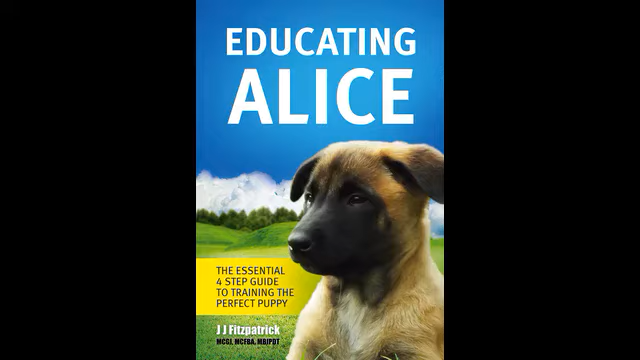 EDUCATING
ALICE
THE ESSENTIAL
4 STEP GUIDE
TO TRAINING THE
PERFECT PUPPY
J J Fitzpatrick
MCGI, MCFBA, MBIPDT